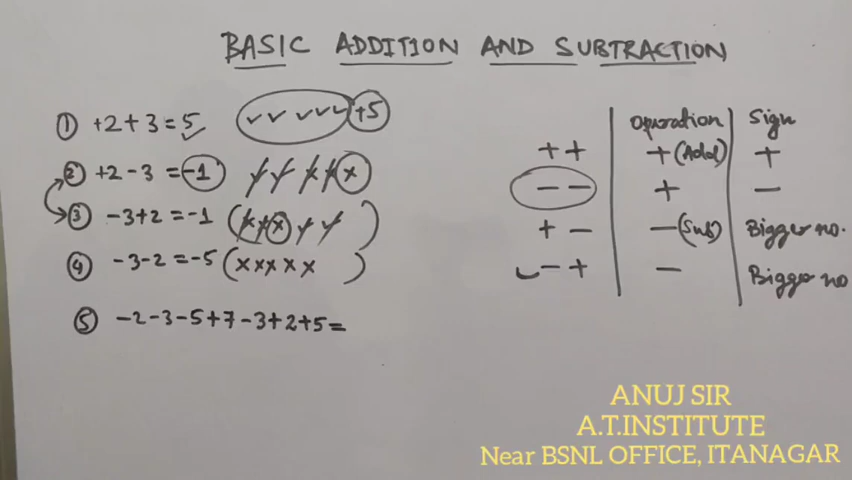 BASIC ADDITION AND SUBTRACTION
① +2+3=5 ✓✓ ✓✓✓ +5
② +2-3 =-1
③ -3+2=-1
④ -3-2=-5 (xxxxx)
⑤ -2-3-5+7-3+2+5=
operation Sign
++ +(Add) +
-- + -
+ - -(Sub) Bigger no.
-+ - Bigger no
ANUJ SIR
A.T.INSTITUTE
Near BSNL OFFICE, ITANAGAR